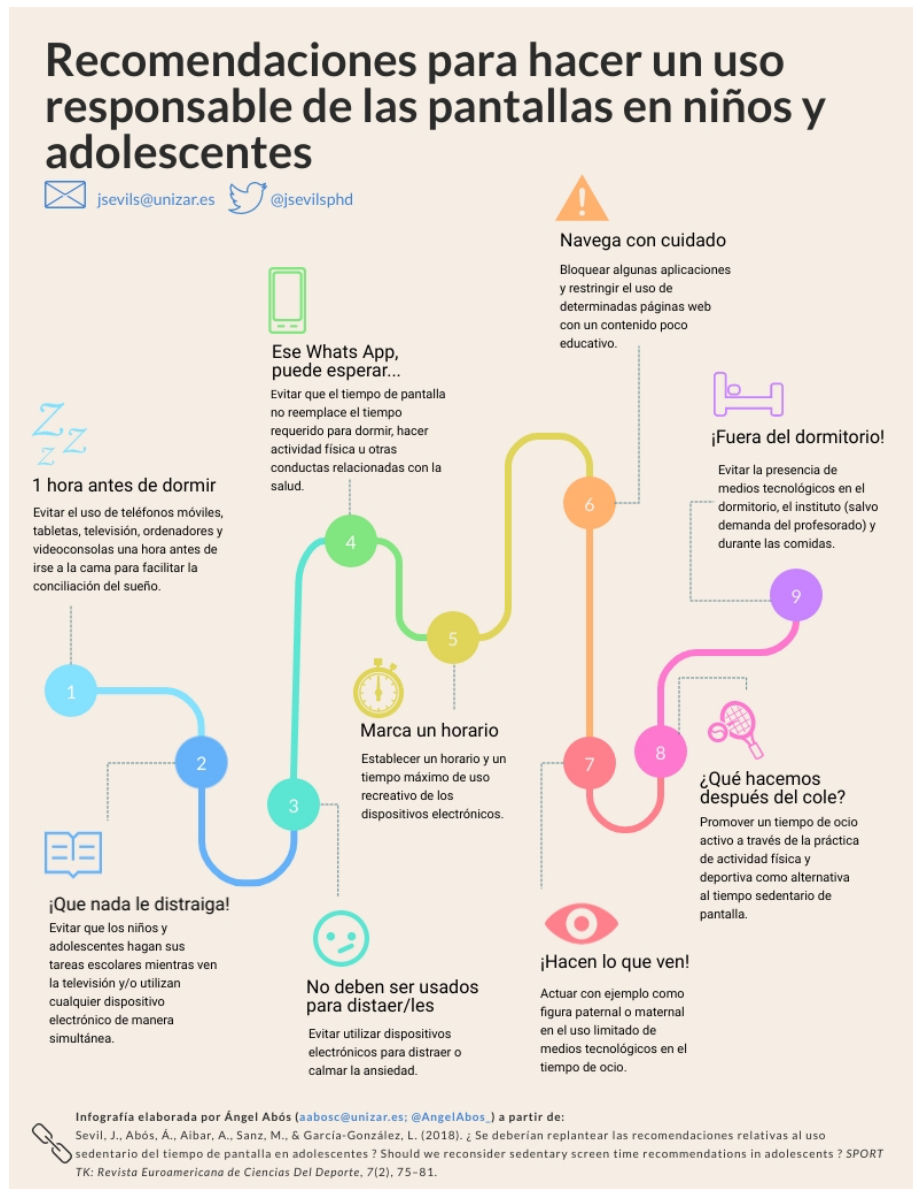 Recomendaciones para hacer un uso
responsable de las pantallas en niños y
adolescentes
jsevils@unizar.es @jsevilsphd
1 hora antes de dormir
Evitar el uso de teléfonos móviles,
tabletas, televisión, ordenadores y
videoconsolas una hora antes de
irse a la cama para facilitar la
conciliación del sueño.
1
2
¡Que nada le distraiga!
Evitar que los niños y
adolescentes hagan sus
tareas escolares mientras ven
la televisión y/o utilizan
cualquier dispositivo
electrónico de manera
simultánea.
3
No deben ser usados
para distaer/les
Evitar utilizar dispositivos
electrónicos para distraer o
calmar la ansiedad.
Ese Whats App,
puede esperar...
Evitar que el tiempo de pantalla
no reemplace el tiempo
requerido para dormir, hacer
actividad física u otras
conductas relacionadas con la
salud.
4
5
Marca un horario
Establecer un horario y un
tiempo máximo de uso
recreativo de los
dispositivos electrónicos.
Navega con cuidado
Bloquear algunas aplicaciones
y restringir el uso de
determinadas páginas web
con un contenido poco
educativo.
6
7
¡Hacen lo que ven!
Actuar con ejemplo como
figura paternal o maternal
en el uso limitado de
medios tecnológicos en el
tiempo de ocio.
8
¿Qué hacemos
después del cole?
Promover un tiempo de ocio
activo a través de la práctica
de actividad física y
deportiva como alternativa
al tiempo sedentario de
pantalla.
¡Fuera del dormitorio!
Evitar la presencia de
medios tecnológicos en el
dormitorio, el instituto (salvo
demanda del profesorado) y
durante las comidas.
9
Infografía elaborada por Ángel Abós (aabosc@unizar.es; @AngelAbos_) a partir de:
Sevil, J., Abós, Á., Aibar, A., Sanz, M., & García-González, L. (2018). ¿ Se deberían replantear las recomendaciones relativas al uso
sedentario del tiempo de pantalla en adolescentes ? Should we reconsider sedentary screen time recommendations in adolescents ? SPORT
TK: Revista Euroamericana de Ciencias Del Deporte, 7(2), 75–81.